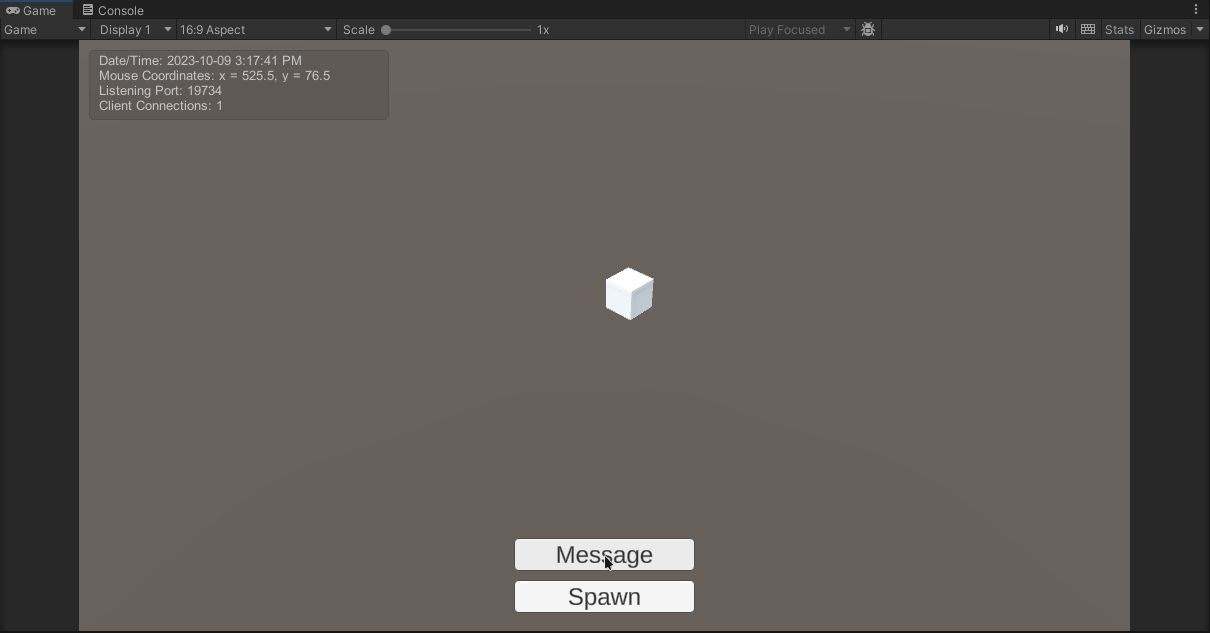 Game Console
Game Display 1 16:9 Aspect Scale 1x Play Focused Stats Gizmos
Date/Time: 2023-10-09 3:17:41 PM
Mouse Coordinates: x = 525.5, y = 76.5
Listening Port: 19734
Client Connections: 1
Message
Spawn